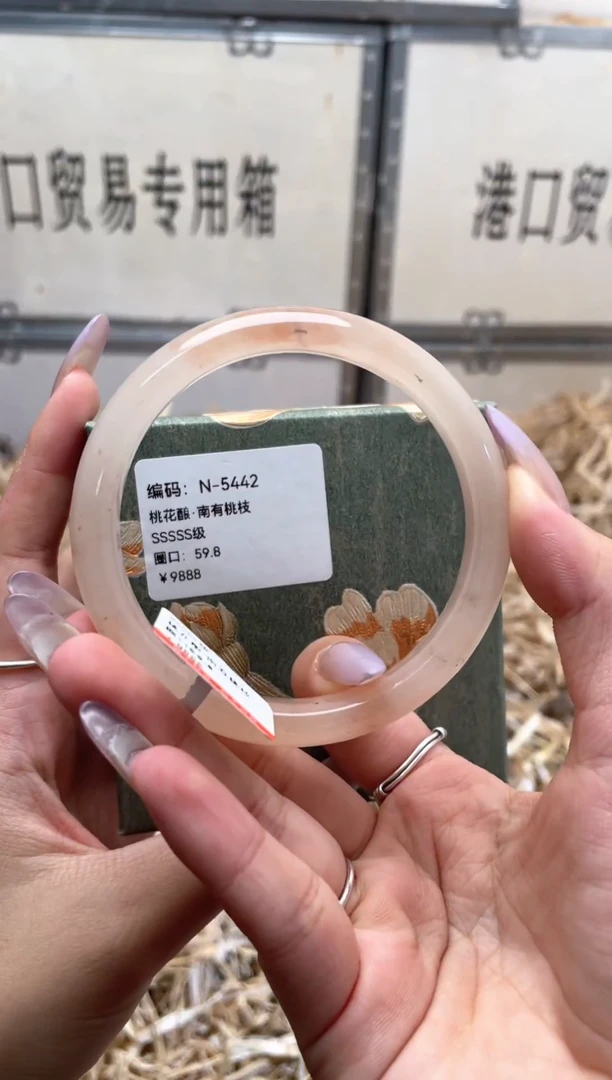 口贸易专用箱
港口贸
编码：N-5442
桃花酿·南有桃枝
SSSSS级
圈口：59.8
￥9888